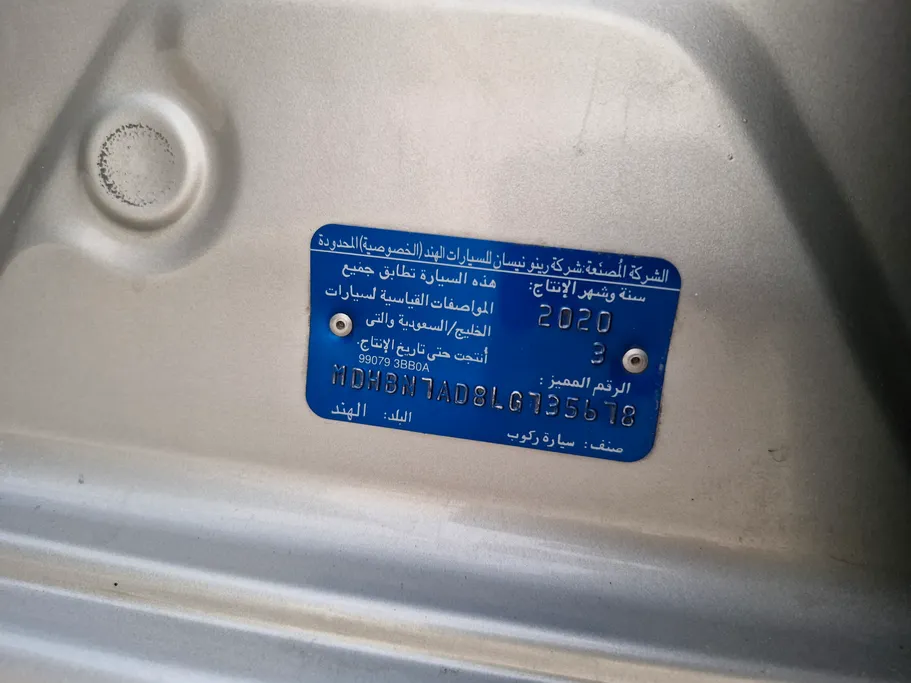 الشركة المُصنّعة: شركة رينو نيسان للسيارات الهند (الخصوصية) المحدودة
سنة وشهر الإنتاج:
2020
3
هذه السيارة تطابق جميع
المواصفات القياسية لسيارات
الخليج/السعودية والتى
أنتجت حتى تاريخ الإنتاج.
99079 3BB0A
الرقم المميز :
MDHBN7AD8LG735678
صنف: سيارة ركوب
البلد: الهند